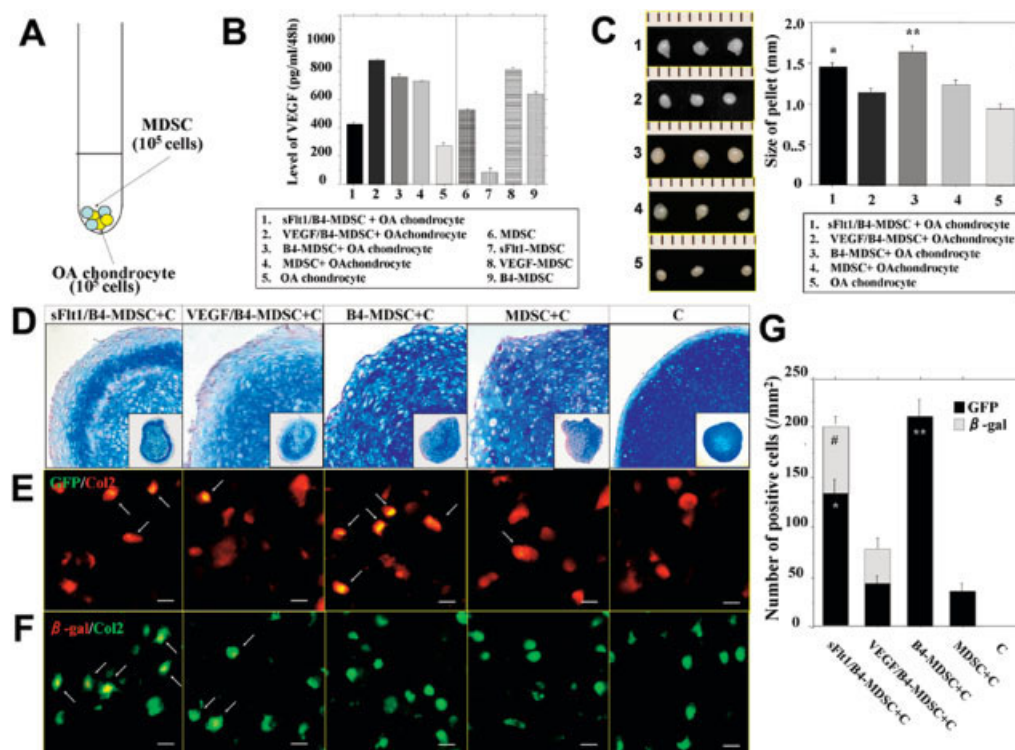 A
MDSC
(10⁵ cells)
OA chondrocyte
(10⁵ cells)
B
Level of VEGF (pg/ml/48h)
1000
800
600
400
200
0
1 2 3 4 5 6 7 8 9
1. sFlt1/B4-MDSC + OA chondrocyte
2. VEGF/B4-MDSC+ OAchondrocyte
3. B4-MDSC+ OA chondrocyte
4. MDSC+ OAchondrocyte
5. OA chondrocyte
6. MDSC
7. sFlt1-MDSC
8. VEGF-MDSC
9. B4-MDSC
C
1
2
3
4
5
Size of pellet (mm)
2.0
1.5
1.0
0.5
0
*
**
1 2 3 4 5
1. sFlt1/B4-MDSC + OA chondrocyte
2. VEGF/B4-MDSC+ OAchondrocyte
3. B4-MDSC+ OA chondrocyte
4. MDSC+ OAchondrocyte
5. OA chondrocyte
D
sFlt1/B4-MDSC+C VEGF/B4-MDSC+C B4-MDSC+C MDSC+C C
E
GFP/Col2
F
β-gal/Col2
G
Number of positive cells (/mm²)
250
200
150
100
50
0
GFP
β-gal
#
*
**
sFlt1/B4-MDSC+C
VEGF/B4-MDSC+C
B4-MDSC+C
MDSC+C
C